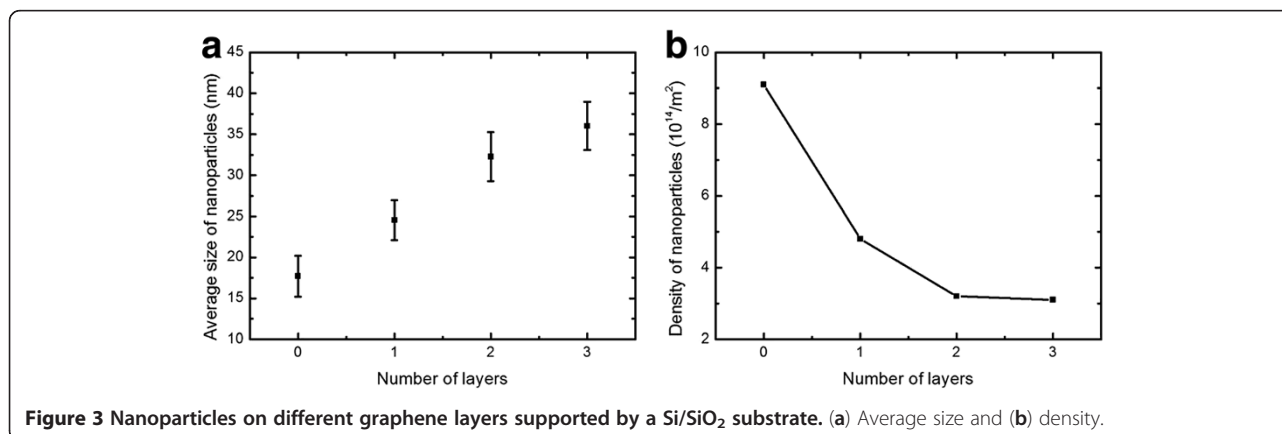 a
45
40
35
30
25
20
15
10
Average size of nanoparticles (nm)
0 1 2 3
Number of layers
b
10
8
6
4
2
Density of nanoparticles (10¹⁴/m²)
0 1 2 3
Number of layers
Figure 3 Nanoparticles on different graphene layers supported by a Si/SiO₂ substrate. (a) Average size and (b) density.